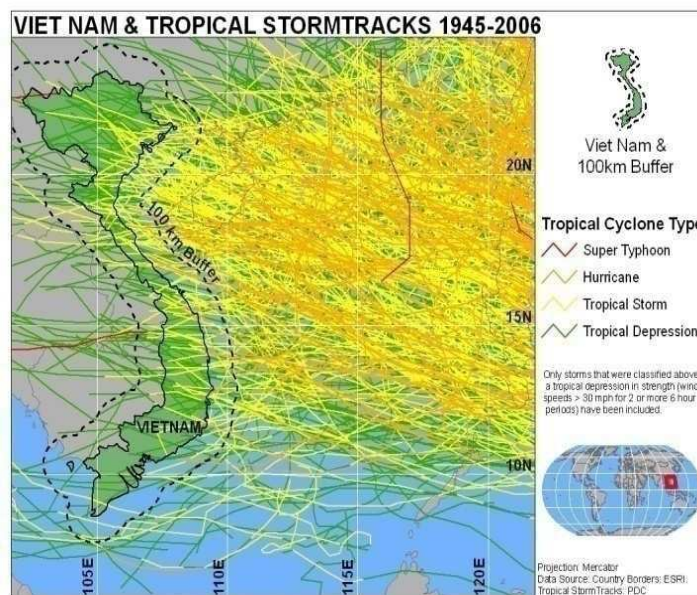 VIET NAM & TROPICAL STORMTRACKS 1945-2006
Viet Nam &
100km Buffer
20N
100 km Buffer
Tropical Cyclone Type
Super Typhoon
Hurricane
Tropical Storm
15N
Tropical Depression
Only storms that were classified above
a tropical depression in strength (wind
speeds > 30 mph for 2 or more 6 hour
periods) have been included.
VIETNAM
10N
105E
110E
115E
120E
Projection: Mercator
Data Source: Country Borders: ESRI.
Tropical StormTracks: PDC